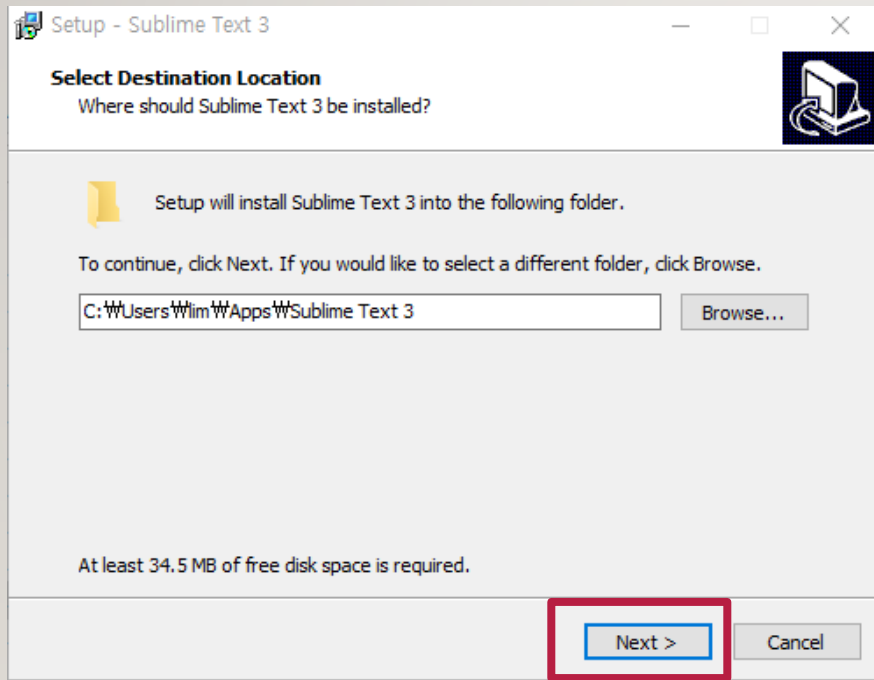 Setup - Sublime Text 3
Select Destination Location
Where should Sublime Text 3 be installed?
Setup will install Sublime Text 3 into the following folder.
To continue, click Next. If you would like to select a different folder, click Browse.
C:₩Users₩lim₩Apps₩Sublime Text 3
Browse...
At least 34.5 MB of free disk space is required.
Next >
Cancel